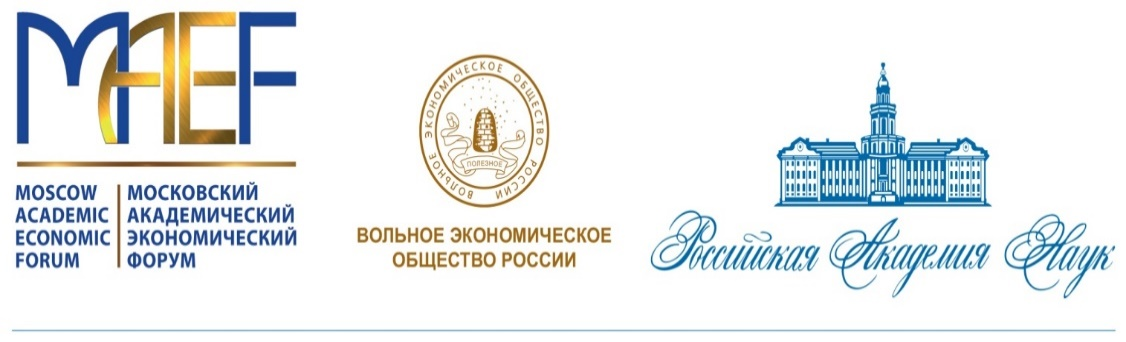 MAEF
MOSCOW
ACADEMIC
ECONOMIC
FORUM
МОСКОВСКИЙ
АКАДЕМИЧЕСКИЙ
ЭКОНОМИЧЕСКИЙ
ФОРУМ
ВОЛЬНОЕ ЭКОНОМИЧЕСКОЕ ОБЩЕСТВО РОССИИ
ПОЛЕЗНОЕ
ВОЛЬНОЕ ЭКОНОМИЧЕСКОЕ
ОБЩЕСТВО РОССИИ
Российская Академия Наук